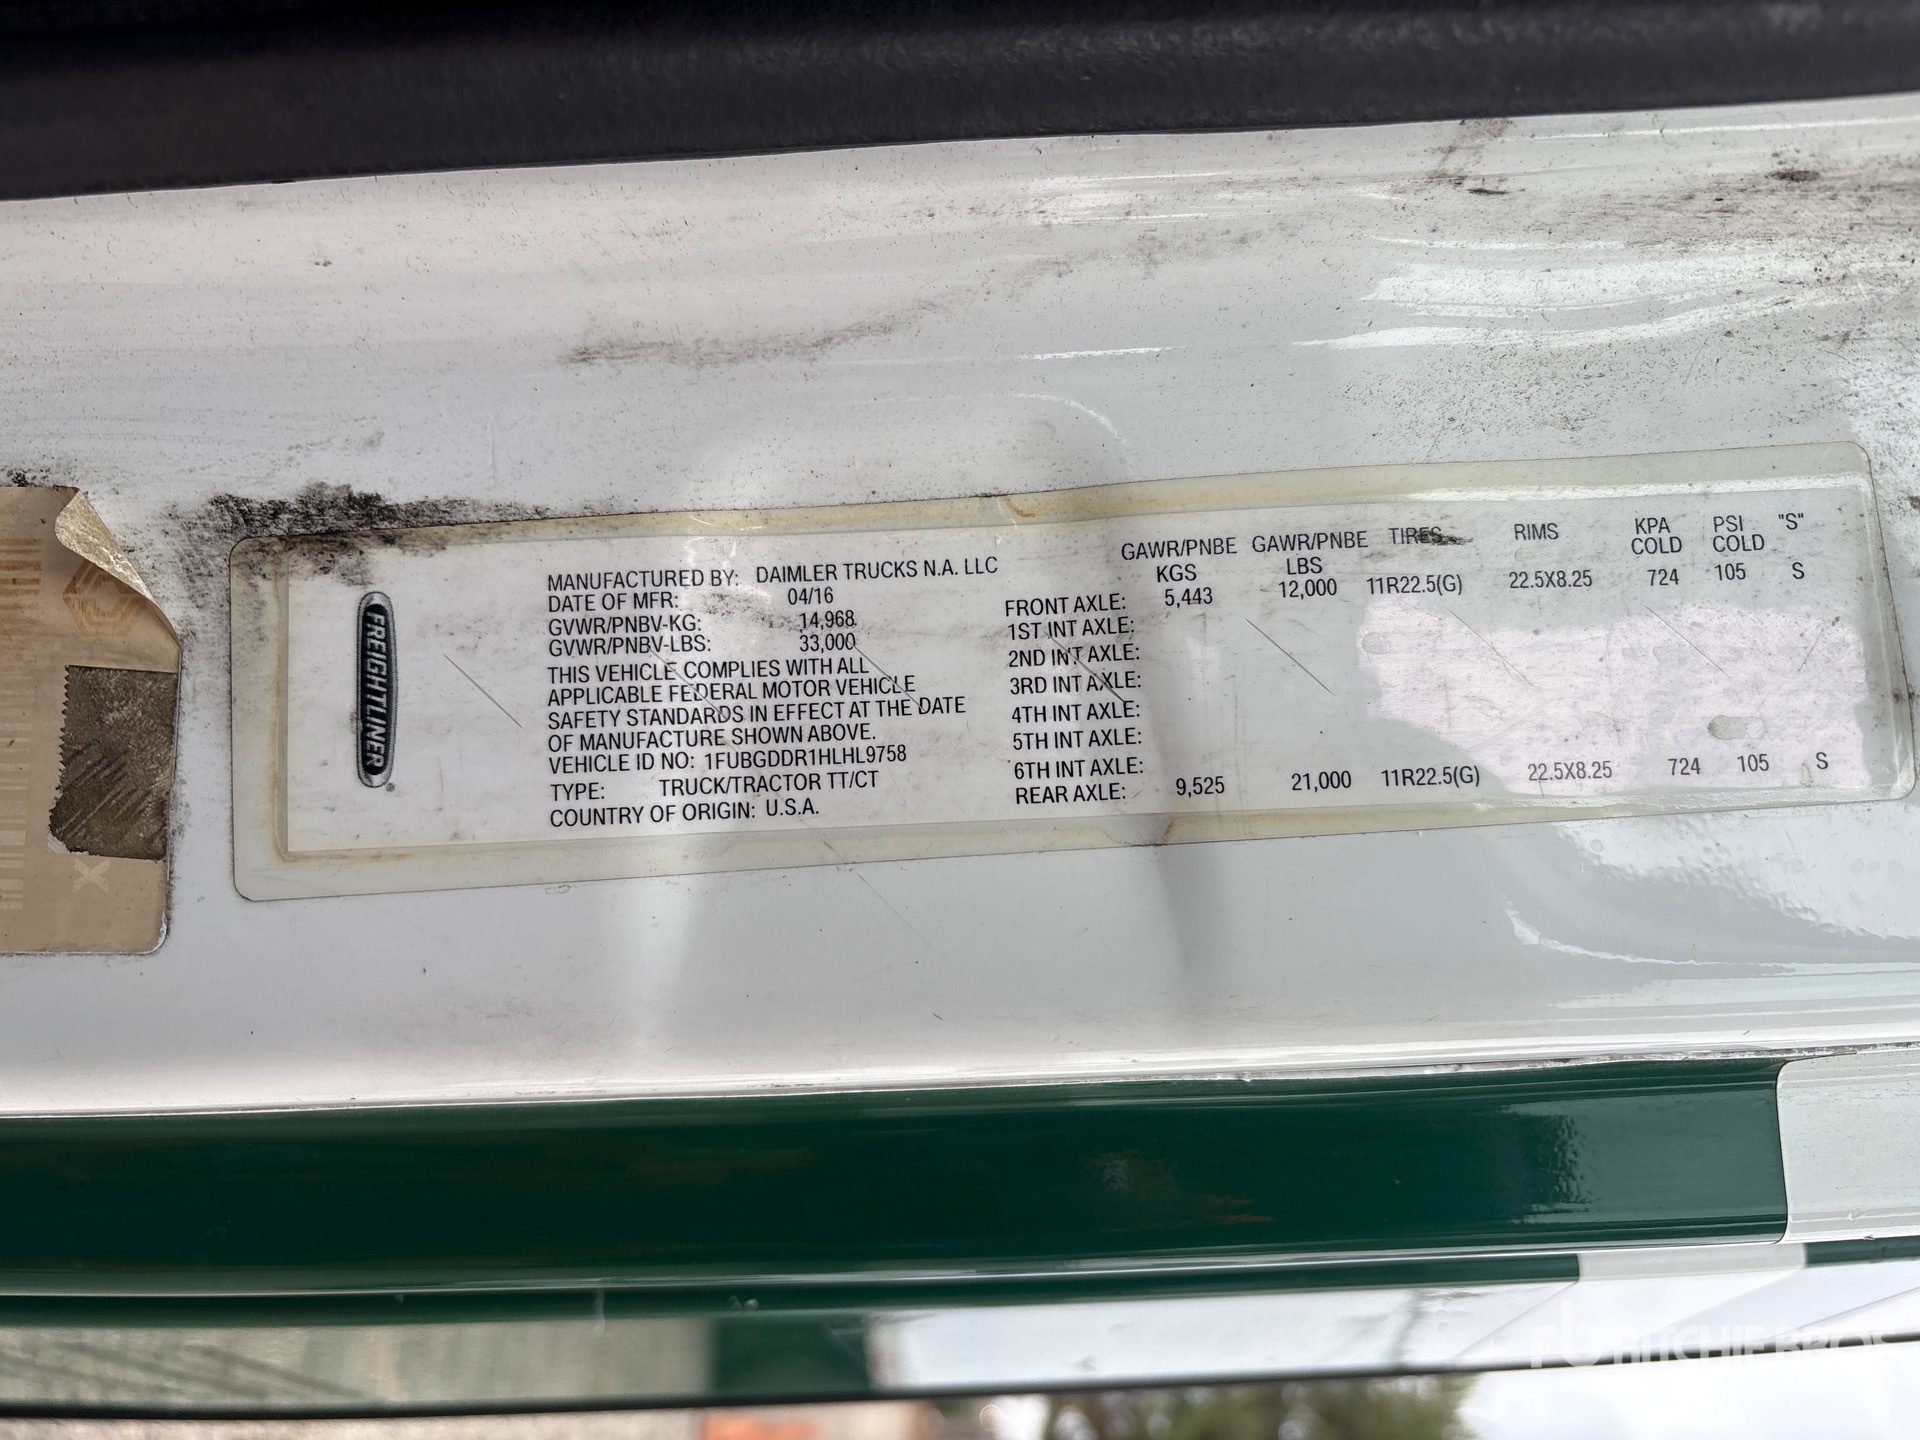 FREIGHTLINER
MANUFACTURED BY: DAIMLER TRUCKS N.A. LLC
DATE OF MFR: 04/16
GVWR/PNBV-KG: 14,968
GVWR/PNBV-LBS: 33,000
THIS VEHICLE COMPLIES WITH ALL
APPLICABLE FEDERAL MOTOR VEHICLE
SAFETY STANDARDS IN EFFECT AT THE DATE
OF MANUFACTURE SHOWN ABOVE.
VEHICLE ID NO: 1FUBGDDR1HLHL9758
TYPE: TRUCK/TRACTOR TT/CT
COUNTRY OF ORIGIN: U.S.A.
GAWR/PNBE GAWR/PNBE TIRES RIMS KPA PSI "S"
KGS LBS COLD COLD
FRONT AXLE: 5,443 12,000 11R22.5(G) 22.5X8.25 724 105 S
1ST INT AXLE:
2ND INT AXLE:
3RD INT AXLE:
4TH INT AXLE:
5TH INT AXLE:
6TH INT AXLE:
REAR AXLE: 9,525 21,000 11R22.5(G) 22.5X8.25 724 105 S
X
rb RITCHIE BROS